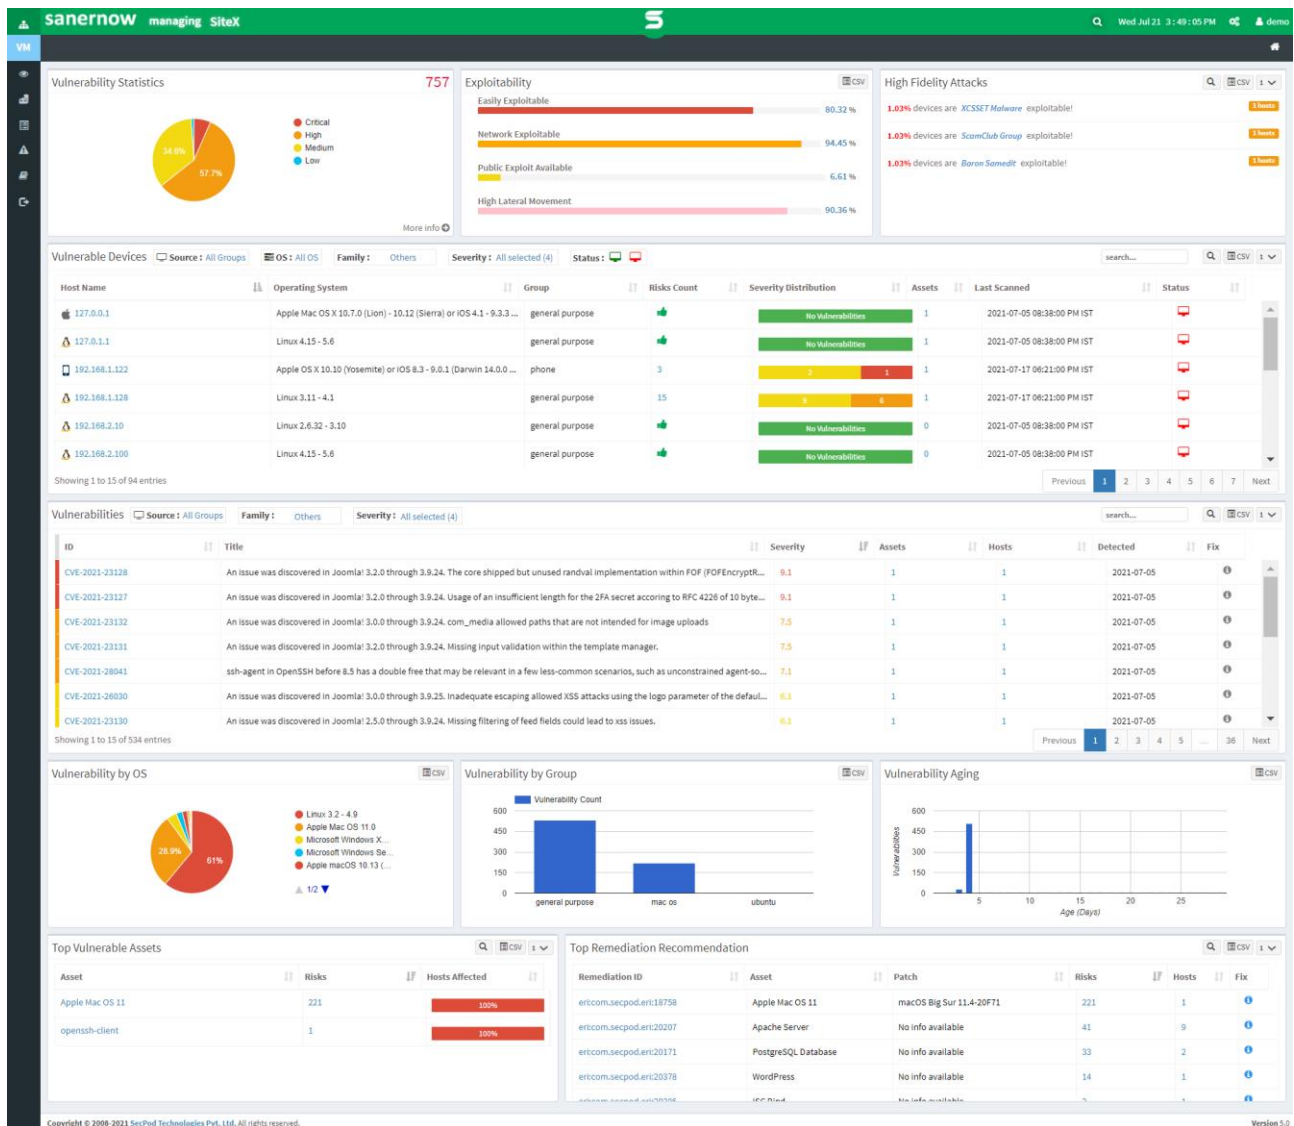 sanernow managing SiteX
Wed Jul 21 3:49:05 PM demo
VM
Vulnerability Statistics 757
Critical
High
Medium
Low
34.6%
57.7%
More info
Exploitability CSV
Easily Exploitable
80.32 %
Network Exploitable
94.45 %
Public Exploit Available
6.61 %
High Lateral Movement
90.36 %
High Fidelity Attacks CSV 1
1.03% devices are XCSSET Malware exploitable! 1 hosts
1.03% devices are ScamClub Group exploitable! 1 hosts
1.03% devices are Baron Samedit exploitable! 1 hosts
Vulnerable Devices Source : All Groups OS : All OS Family : Others Severity : All selected (4) Status : search... CSV 1
Host Name Operating System Group Risks Count Severity Distribution Assets Last Scanned Status
127.0.0.1 Apple Mac OS X 10.7.0 (Lion) - 10.12 (Sierra) or iOS 4.1 - 9.3.3 ... general purpose No Vulnerabilities 1 2021-07-05 08:38:00 PM IST
127.0.1.1 Linux 4.15 - 5.6 general purpose No Vulnerabilities 1 2021-07-05 08:38:00 PM IST
192.168.1.122 Apple OS X 10.10 (Yosemite) or iOS 8.3 - 9.0.1 (Darwin 14.0.0 ... phone 3 2 1 1 2021-07-17 06:21:00 PM IST
192.168.1.128 Linux 3.11 - 4.1 general purpose 15 6 1 2021-07-17 06:21:00 PM IST
192.168.2.10 Linux 2.6.32 - 3.10 general purpose No Vulnerabilities 0 2021-07-05 08:38:00 PM IST
192.168.2.100 Linux 4.15 - 5.6 general purpose No Vulnerabilities 0 2021-07-05 08:38:00 PM IST
Showing 1 to 15 of 94 entries Previous 1 2 3 4 5 6 7 Next
Vulnerabilities Source : All Groups Family : Others Severity : All selected (4) search... CSV 1
ID Title Severity Assets Hosts Detected Fix
CVE-2021-23128 An issue was discovered in Joomla! 3.2.0 through 3.9.24. The core shipped but unused randval implementation within FOF (FOFEncryptR... 9.1 1 1 2021-07-05
CVE-2021-23127 An issue was discovered in Joomla! 3.2.0 through 3.9.24. Usage of an insufficient length for the 2FA secret accoring to RFC 4226 of 10 byte... 9.1 1 1 2021-07-05
CVE-2021-23132 An issue was discovered in Joomla! 3.0.0 through 3.9.24. com_media allowed paths that are not intended for image uploads 7.5 1 1 2021-07-05
CVE-2021-23131 An issue was discovered in Joomla! 3.2.0 through 3.9.24. Missing input validation within the template manager. 7.5 1 1 2021-07-05
CVE-2021-28041 ssh-agent in OpenSSH before 8.5 has a double free that may be relevant in a few less-common scenarios, such as unconstrained agent-so... 7.1 1 1 2021-07-05
CVE-2021-26030 An issue was discovered in Joomla! 3.0.0 through 3.9.25. Inadequate escaping allowed XSS attacks using the logo parameter of the defaul... 6.1 1 1 2021-07-05
CVE-2021-23130 An issue was discovered in Joomla! 2.5.0 through 3.9.24. Missing filtering of feed fields could lead to xss issues. 6.1 1 1 2021-07-05
Showing 1 to 15 of 534 entries Previous 1 2 3 4 5 ... 36 Next
Vulnerability by OS CSV
28.9%
61%
Linux 3.2 - 4.9
Apple Mac OS 11.0
Microsoft Windows X...
Microsoft Windows Se...
Apple macOS 10.13 (...
1/2
Vulnerability by Group CSV
Vulnerability Count
600
450
300
150
0
general purpose mac os ubuntu
Vulnerability Aging CSV
Vulnerabilities
600
450
300
150
0
5 10 15 20 25
Age (Days)
Top Vulnerable Assets CSV 1
Asset Risks Hosts Affected
Apple Mac OS 11 221 100%
openssh-client 1 100%
Top Remediation Recommendation CSV 1
Remediation ID Asset Patch Risks Hosts Fix
eri:com.secpod.eri:18758 Apple Mac OS 11 macOS Big Sur 11.4-20F71 221 1
eri:com.secpod.eri:20207 Apache Server No info available 41 9
eri:com.secpod.eri:20171 PostgreSQL Database No info available 33 2
eri:com.secpod.eri:20378 WordPress No info available 14 1
Copyright © 2008-2021 SecPod Technologies Pvt. Ltd. All rights reserved. Version 5.0